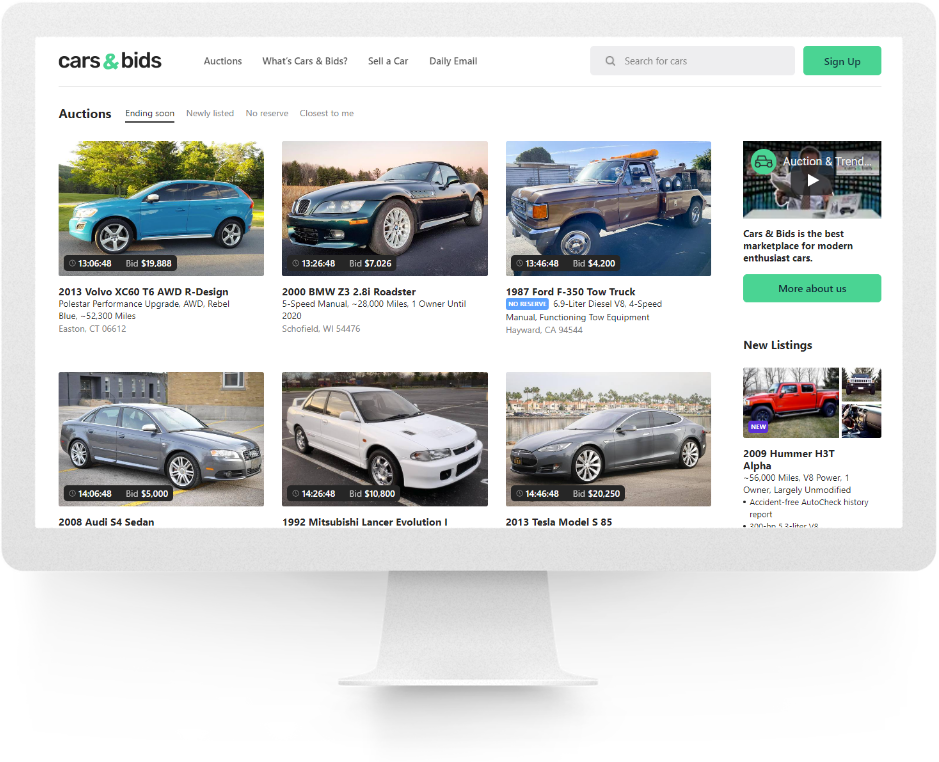 cars & bids
Auctions
What's Cars & Bids?
Sell a Car
Daily Email
Search for cars
Sign Up
Auctions
Ending soon
Newly listed
No reserve
Closest to me
13:06:48 Bid $19,888
2013 Volvo XC60 T6 AWD R-Design
Polestar Performance Upgrade, AWD, Rebel
Blue, ~52,300 Miles
Easton, CT 06612
13:26:48 Bid $7,026
2000 BMW Z3 2.8i Roadster
5-Speed Manual, ~28,000 Miles, 1 Owner Until
2020
Schofield, WI 54476
13:46:48 Bid $4,200
1987 Ford F-350 Tow Truck
NO RESERVE 6.9-Liter Diesel V8, 4-Speed
Manual, Functioning Tow Equipment
Hayward, CA 94544
14:06:48 Bid $5,000
2008 Audi S4 Sedan
14:26:48 Bid $10,800
1992 Mitsubishi Lancer Evolution I
14:46:48 Bid $20,250
2013 Tesla Model S 85
Auction & Trend...
Cars & Bids is the best
marketplace for modern
enthusiast cars.
More about us
New Listings
NEW
2009 Hummer H3T
Alpha
~56,000 Miles, V8 Power, 1
Owner, Largely Unmodified
• Accident-free AutoCheck history
report
• 300-hp 5.3-liter V8